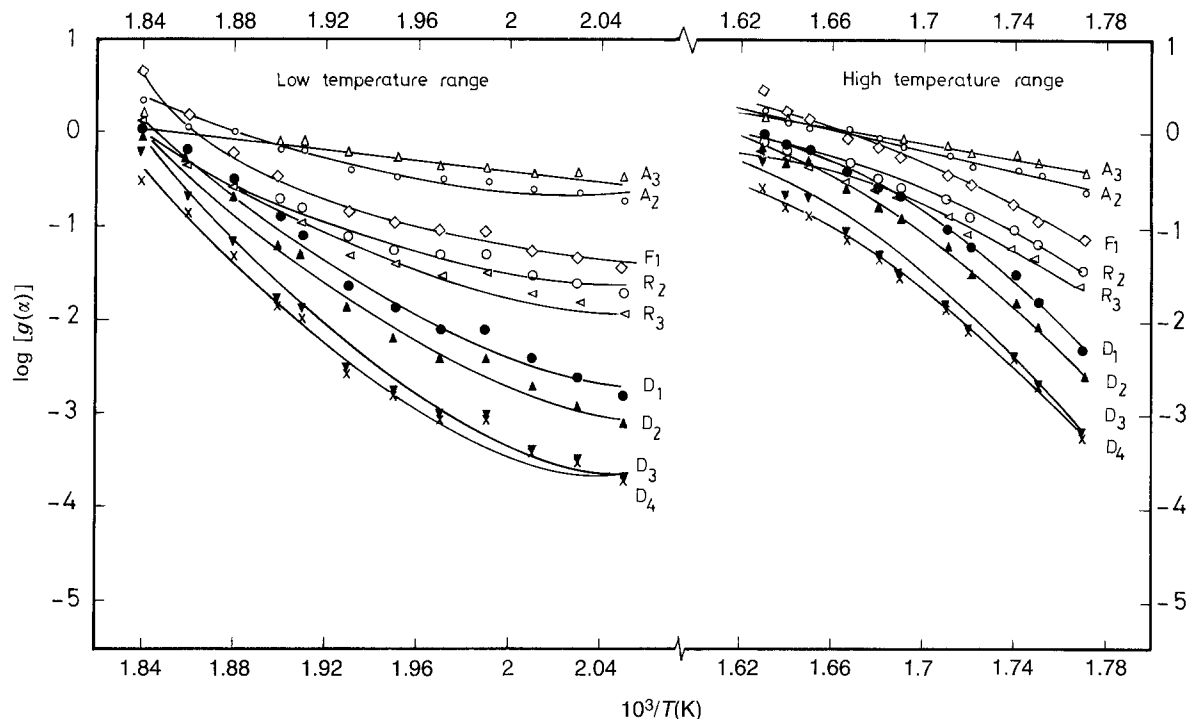 1.84 1.88 1.92 1.96 2 2.04 1.62 1.66 1.7 1.74 1.78
Low temperature range
High temperature range
log [g(α)]
1 0 −1 −2 −3 −4 −5
A3
A2
F1
R2
R3
D1
D2
D3
D4
A3
A2
F1
R2
R3
D1
D2
D3
D4
1 0 −1 −2 −3 −4 −5
1.84 1.88 1.92 1.96 2 2.04 1.62 1.66 1.7 1.74 1.78
10³/T(K)